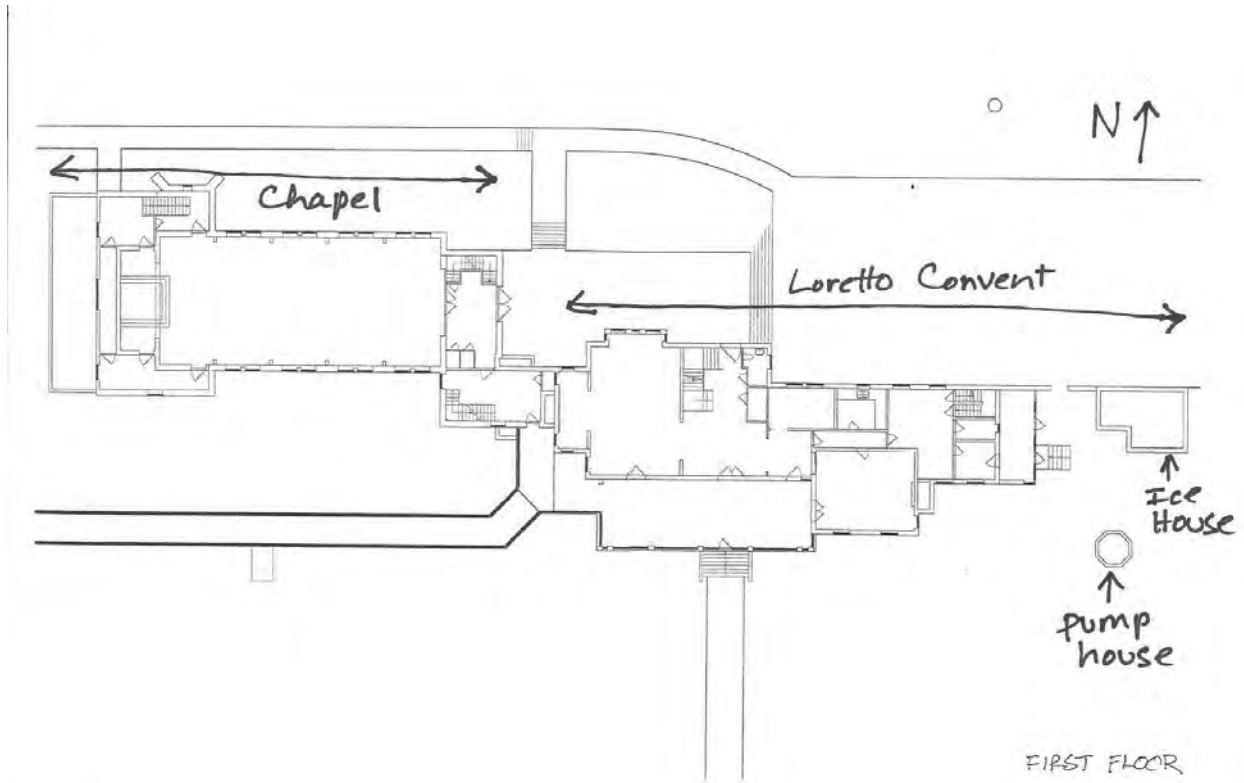 N
Chapel
Loretto Convent
Ice
House
pump
house
FIRST FLOOR